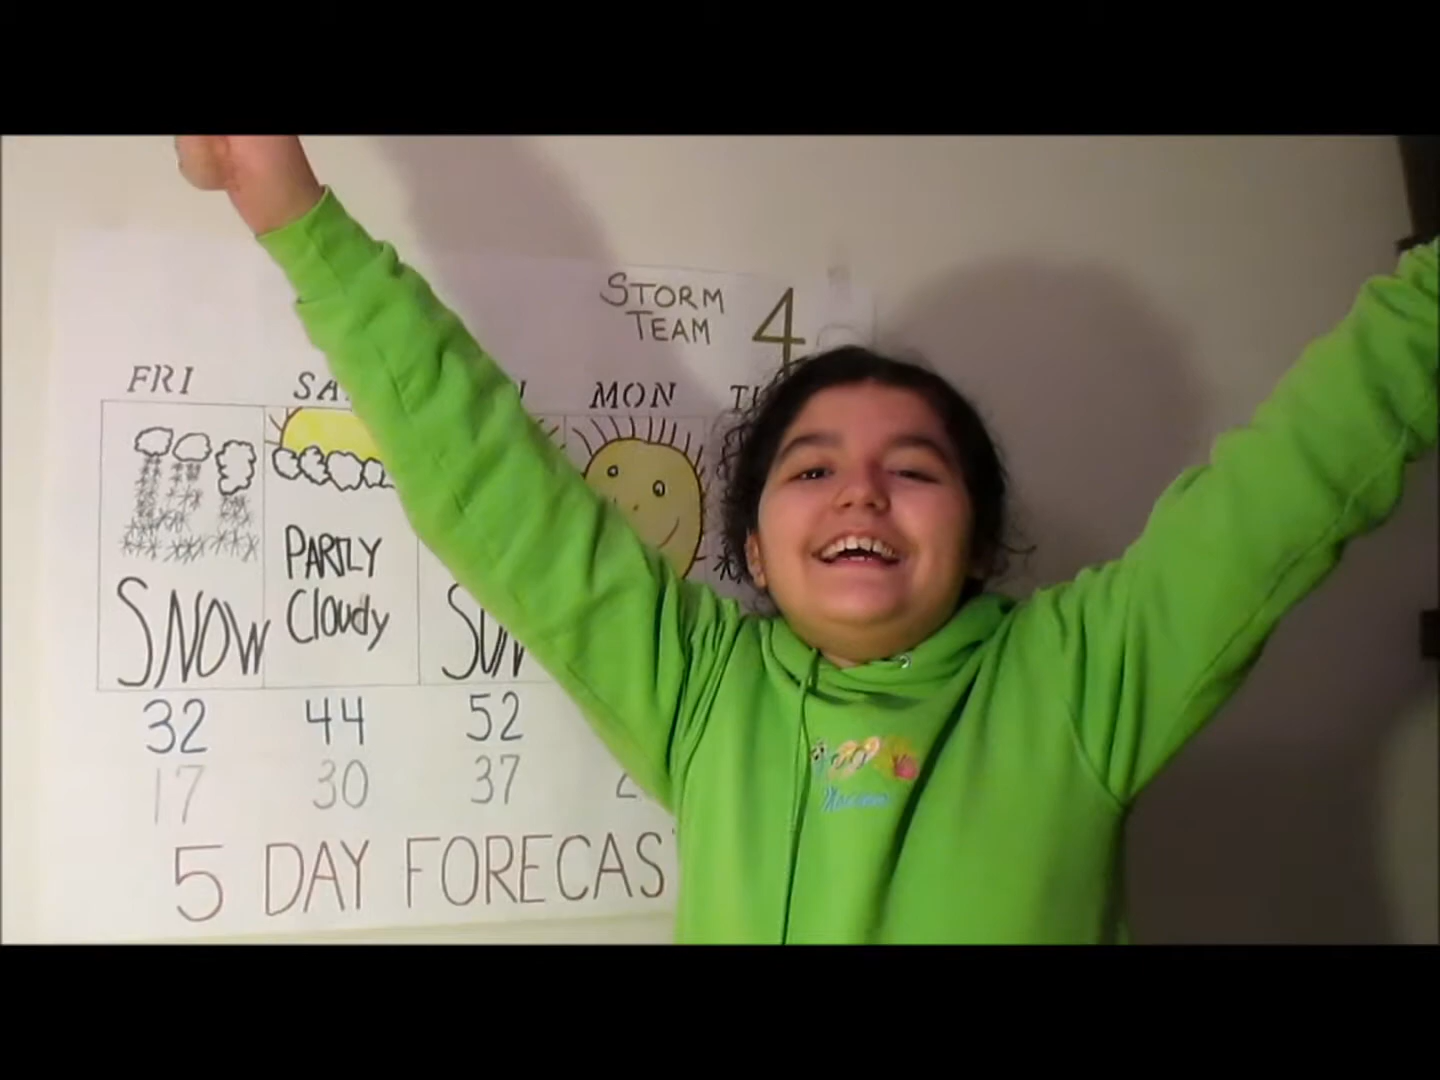 STORM
TEAM 4
FRI MON
SNOW
PARTLY
Cloudy
32 44 52
17 30 37
5 DAY FORECAS